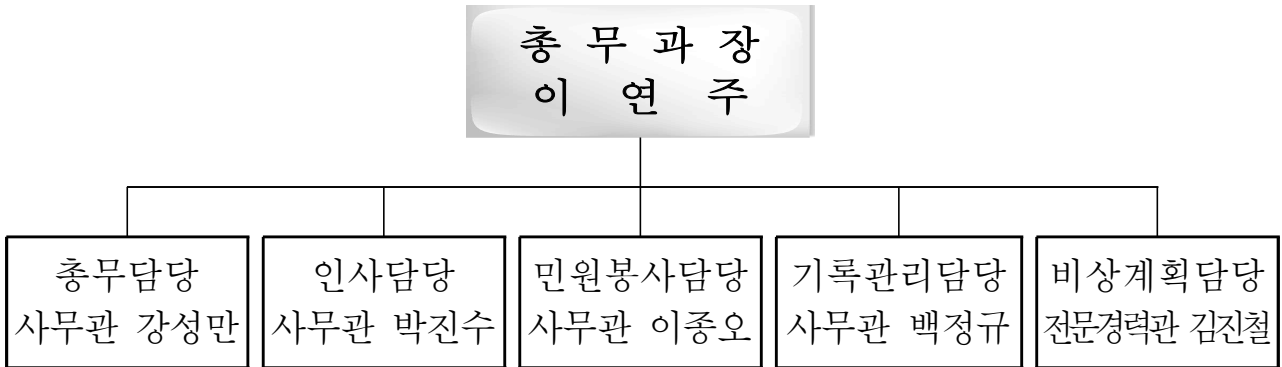 총 무 과 장
이 연 주
총무담당
사무관 강성만
인사담당
사무관 박진수
민원봉사담당
사무관 이종오
기록관리담당
사무관 백정규
비상계획담당
전문경력관 김진철